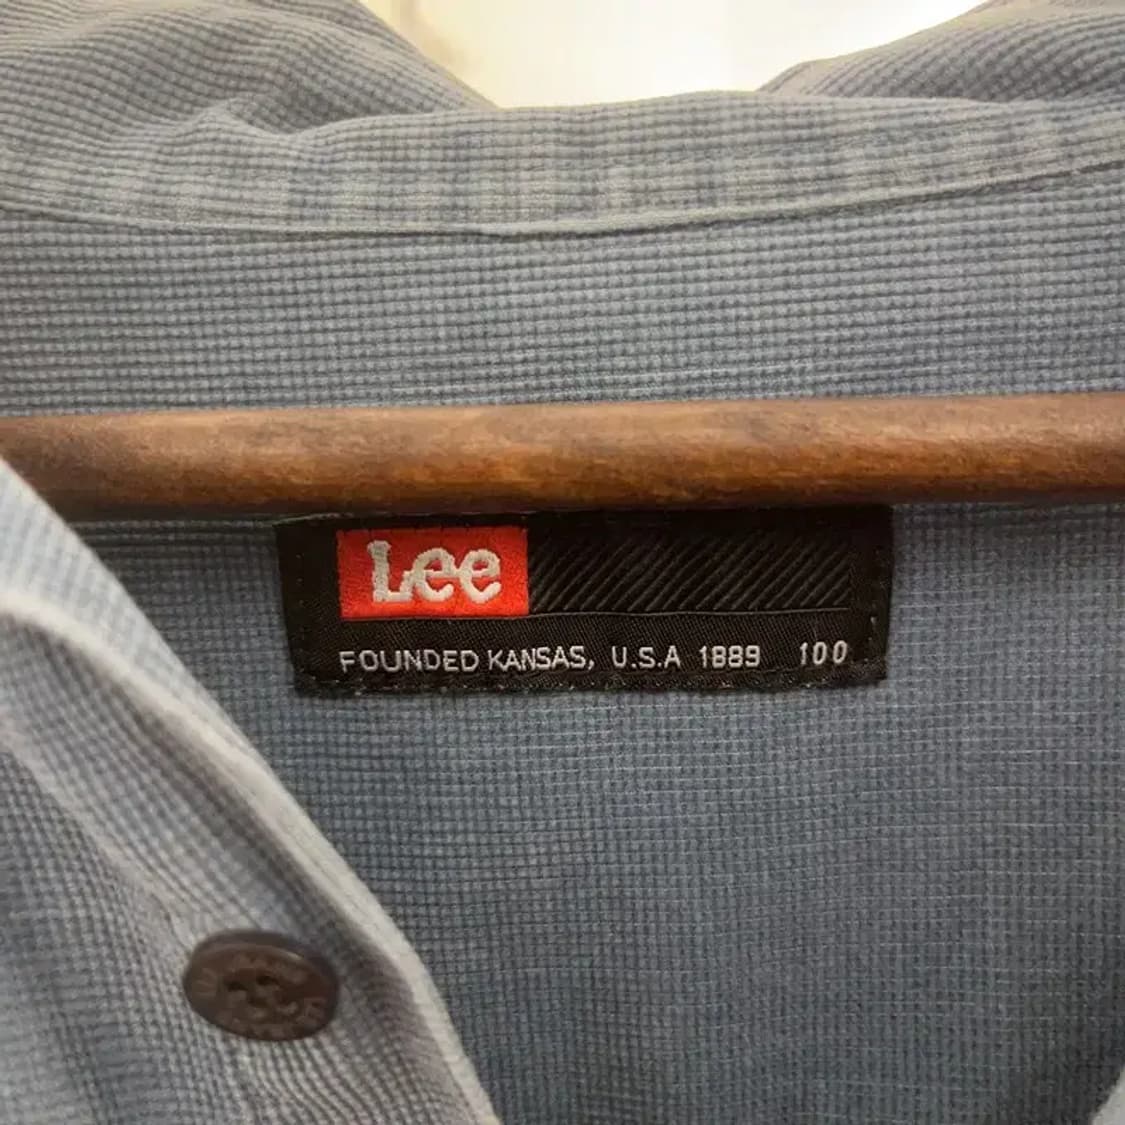 Lee
FOUNDED KANSAS, U.S.A 1889 100